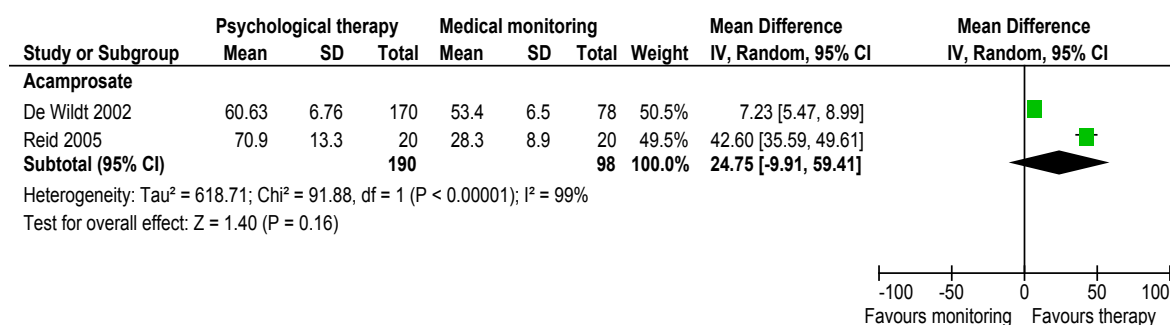 Psychological therapy Medical monitoring Mean Difference Mean Difference
Study or Subgroup Mean SD Total Mean SD Total Weight IV, Random, 95% CI IV, Random, 95% CI
Acamprosate
De Wildt 2002 60.63 6.76 170 53.4 6.5 78 50.5% 7.23 [5.47, 8.99]
Reid 2005 70.9 13.3 20 28.3 8.9 20 49.5% 42.60 [35.59, 49.61]
Subtotal (95% CI) 190 98 100.0% 24.75 [-9.91, 59.41]
Heterogeneity: Tau² = 618.71; Chi² = 91.88, df = 1 (P < 0.00001); I² = 99%
Test for overall effect: Z = 1.40 (P = 0.16)
-100 -50 0 50 100
Favours monitoring Favours therapy